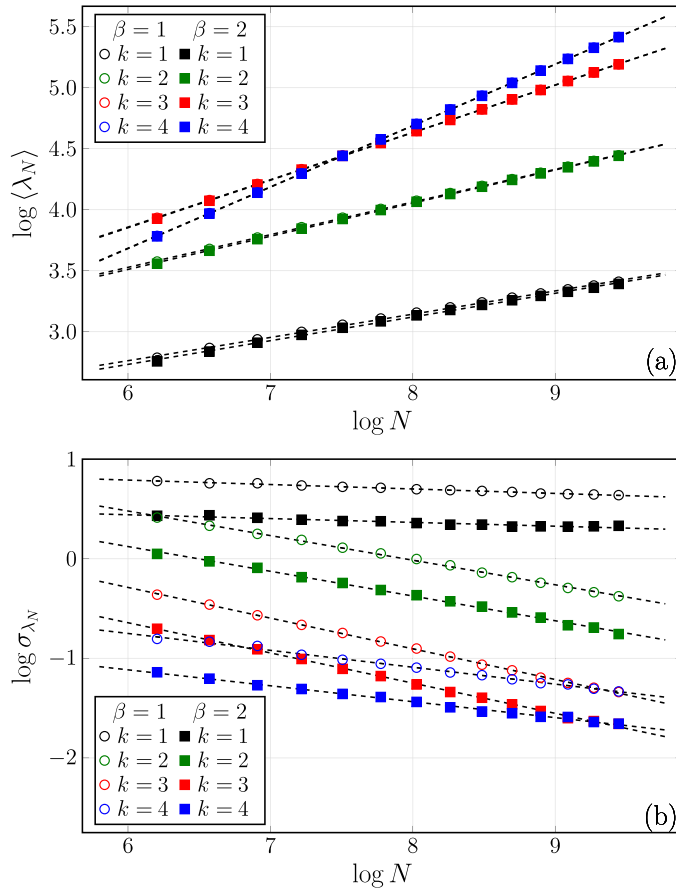 5.5
5.0
4.5
4.0
3.5
3.0
log ⟨λ_N⟩
β = 1 β = 2
k = 1 k = 1
k = 2 k = 2
k = 3 k = 3
k = 4 k = 4
(a)
6 7 8 9
log N
1
0
−1
−2
log σ_{λ_N}
β = 1 β = 2
k = 1 k = 1
k = 2 k = 2
k = 3 k = 3
k = 4 k = 4
(b)
6 7 8 9
log N